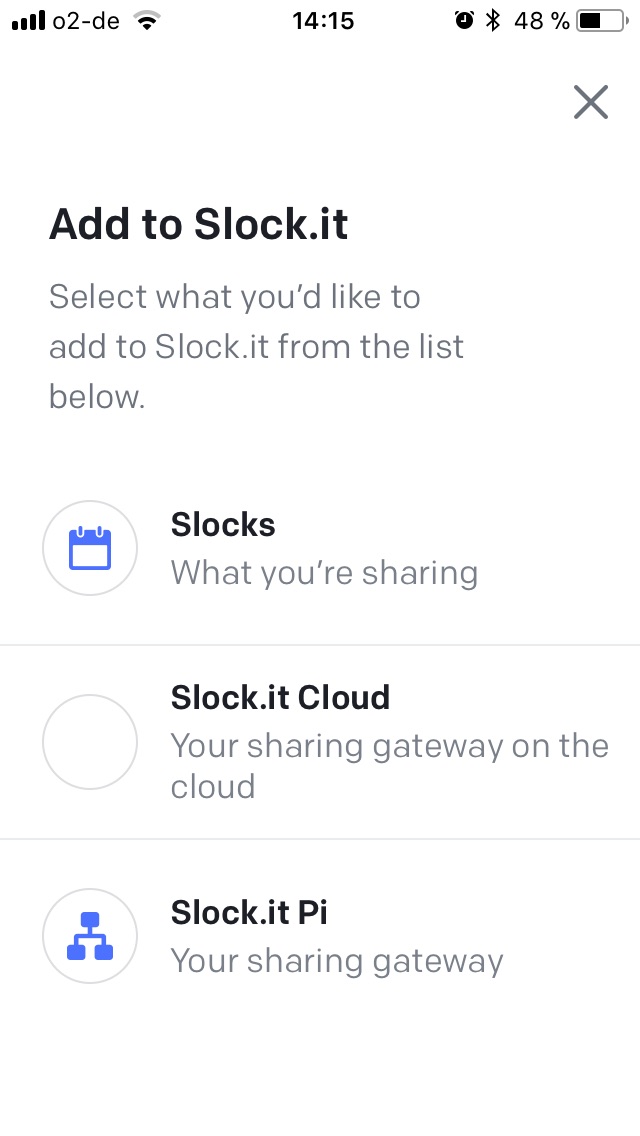 o2-de 14:15 48 %
Add to Slock.it
Select what you’d like to
add to Slock.it from the list
below.
Slocks
What you’re sharing
Slock.it Cloud
Your sharing gateway on the
cloud
Slock.it Pi
Your sharing gateway